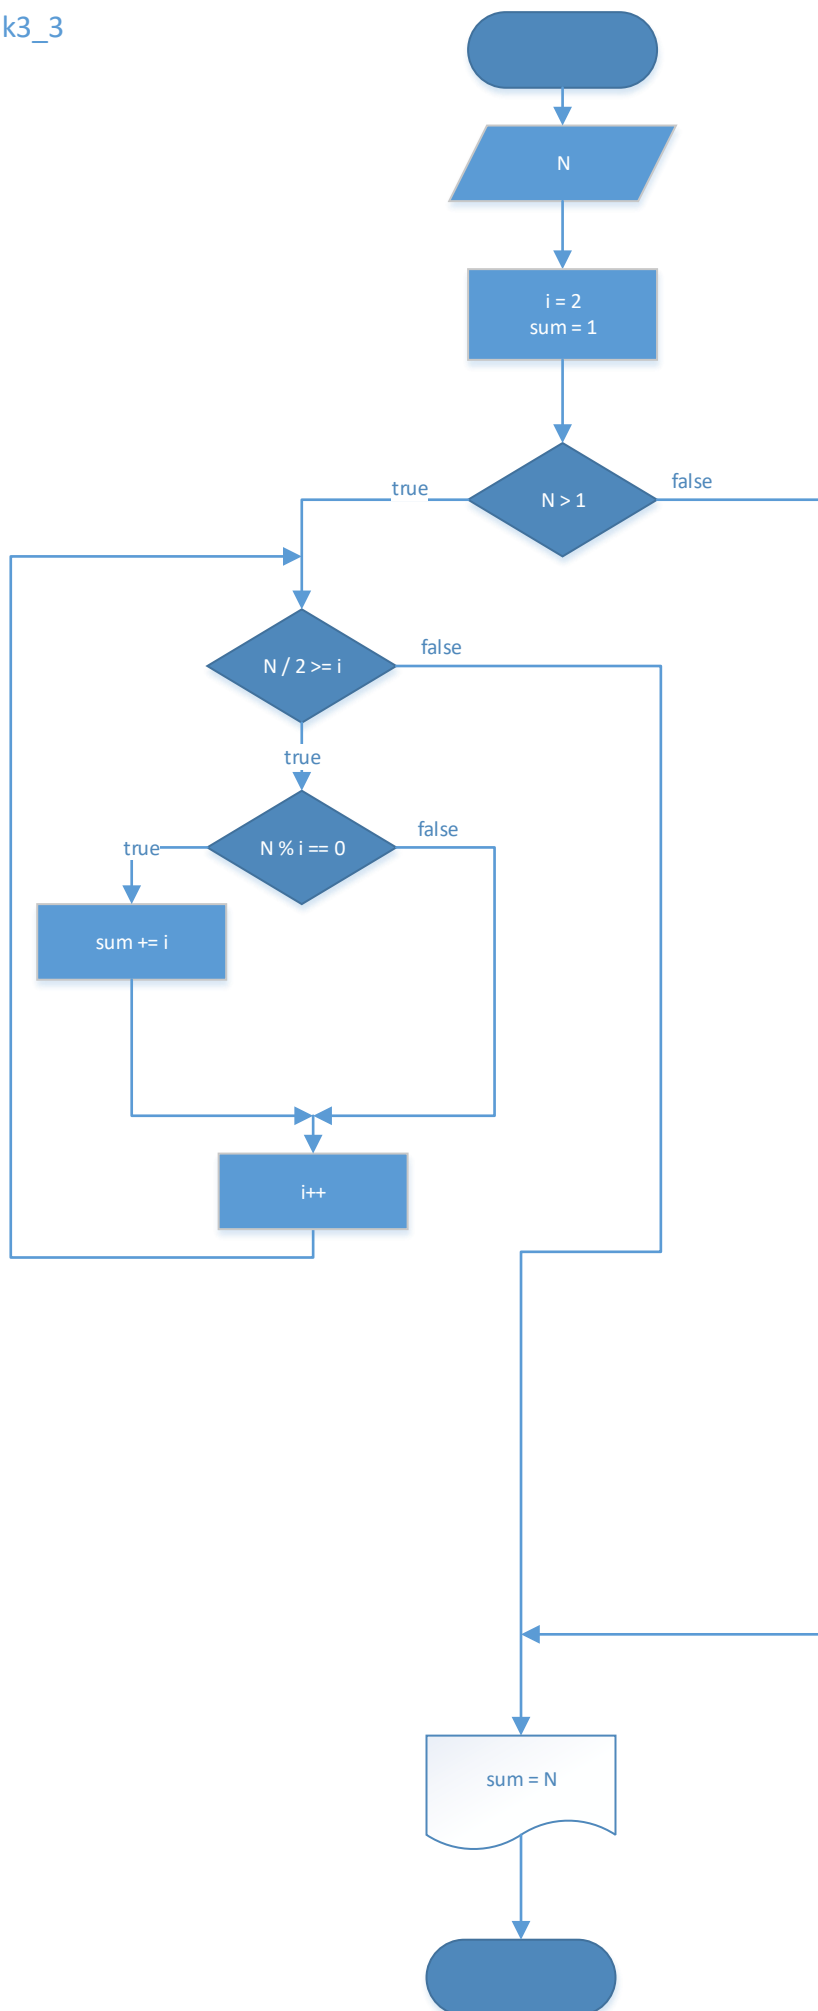 k3_3
N
i = 2
sum = 1
N > 1
true
false
N / 2 >= i
false
true
N % i == 0
true
false
sum += i
i++
sum = N